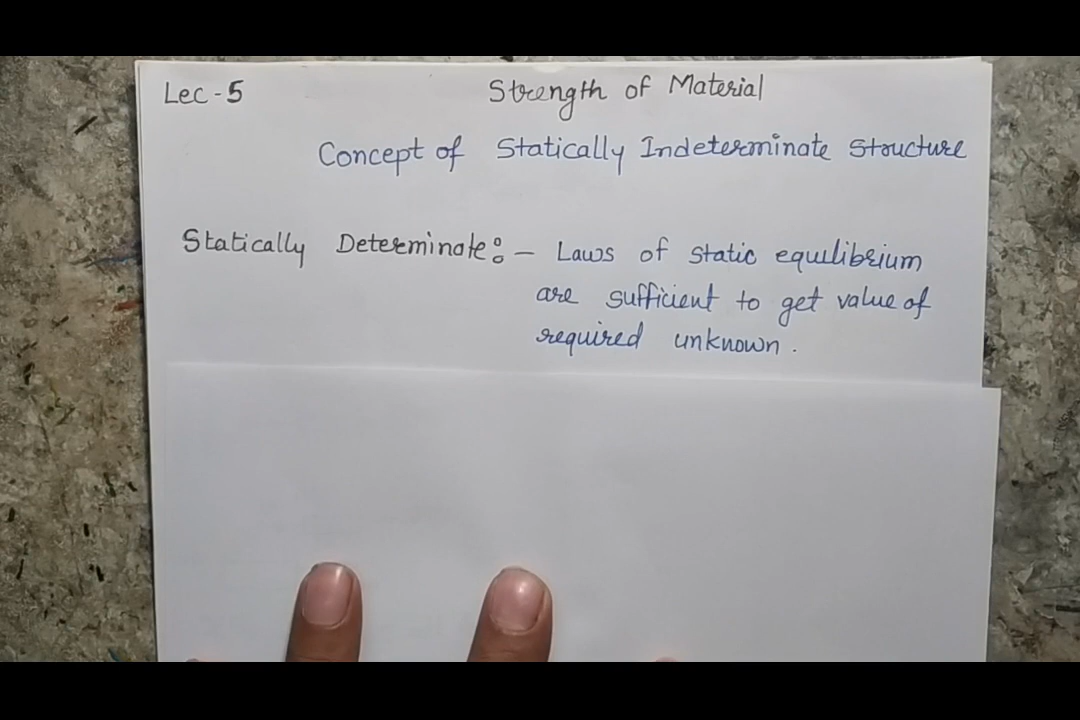 Lec-5 Strength of Material
Concept of Statically Indeterminate Structure
Statically Determinate:- Laws of static equilibrium
are sufficient to get value of
required unknown.